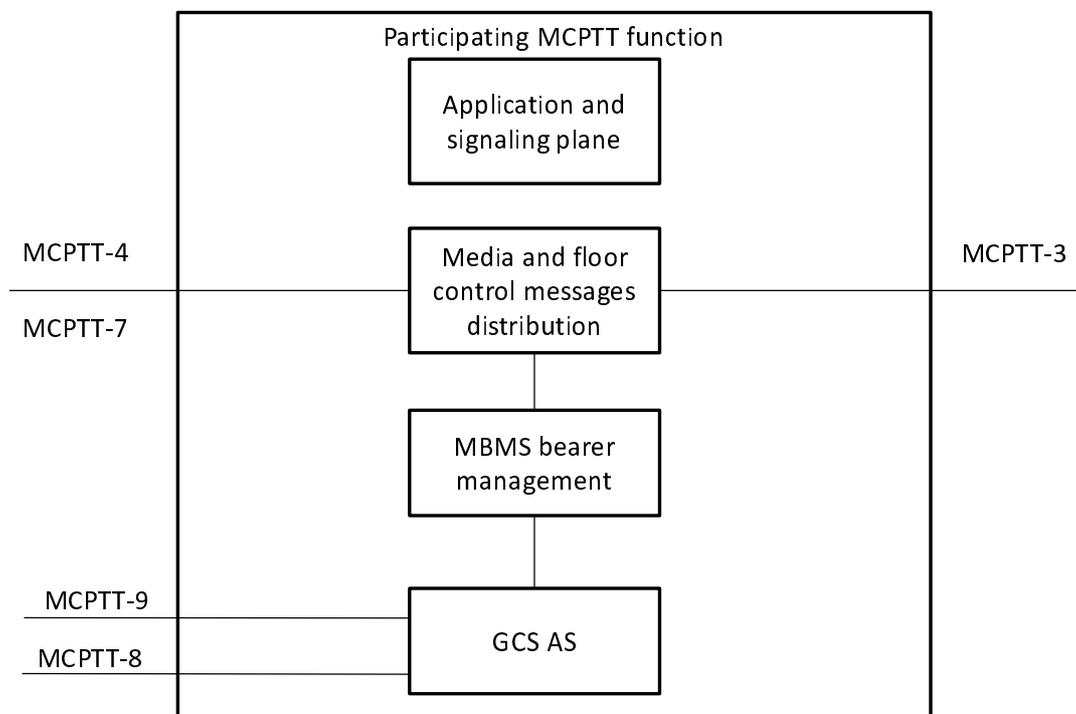 Participating MCPTT function
Application and
signaling plane
MCPTT-4
Media and floor
control messages
distribution
MCPTT-3
MCPTT-7
MBMS bearer
management
MCPTT-9
GCS AS
MCPTT-8